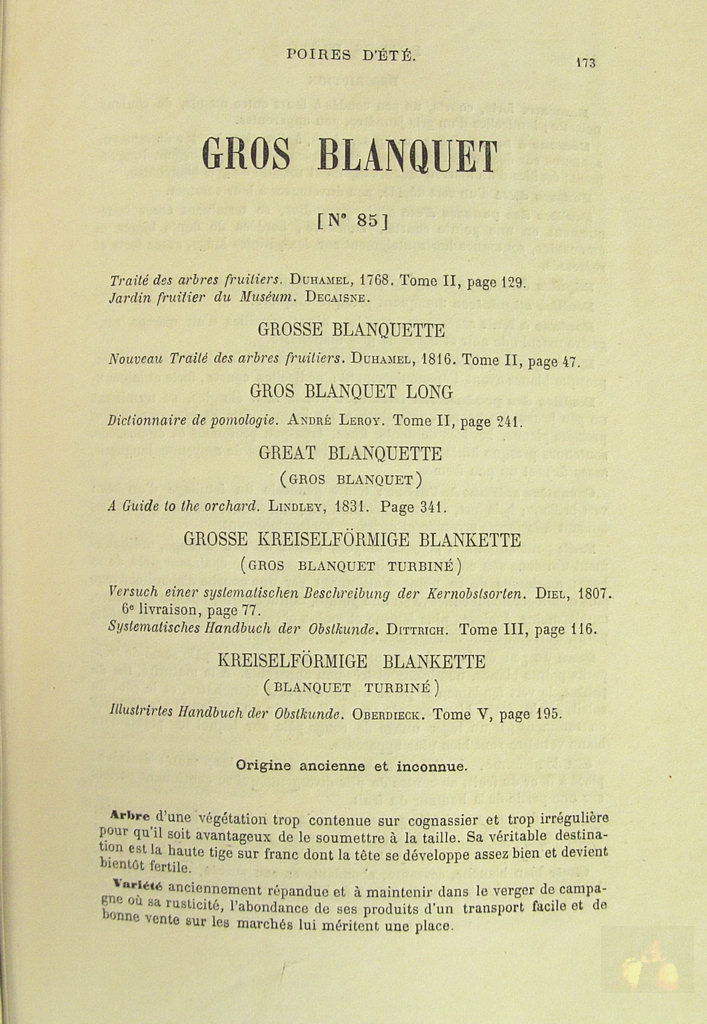 POIRES D'ÉTÉ.
173
GROS BLANQUET
[N° 85]
Traité des arbres fruitiers. DUHAMEL, 1768. Tome II, page 129.
Jardin fruitier du Muséum. DECAISNE.
GROSSE BLANQUETTE
Nouveau Traité des arbres fruitiers. DUHAMEL, 1816. Tome II, page 47.
GROS BLANQUET LONG
Dictionnaire de pomologie. ANDRÉ LEROY. Tome II, page 241.
GREAT BLANQUETTE
(GROS BLANQUET)
A Guide to the orchard. LINDLEY, 1831. Page 341.
GROSSE KREISELFÖRMIGE BLANKETTE
(GROS BLANQUET TURBINÉ)
Versuch einer systematischen Beschreibung der Kernobstsorten. DIEL, 1807.
6e livraison, page 77.
Systematisches Handbuch der Obstkunde. DITTRICH. Tome III, page 116.
KREISELFÖRMIGE BLANKETTE
(BLANQUET TURBINÉ)
Illustrirtes Handbuch der Obstkunde. OBERDIECK. Tome V, page 195.
Origine ancienne et inconnue.
Arbre d'une végétation trop contenue sur cognassier et trop irrégulière
pour qu'il soit avantageux de le soumettre à la taille. Sa véritable destina-
tion est la haute tige sur franc dont la tête se développe assez bien et devient
bientôt fertile.
Variété anciennement répandue et à maintenir dans le verger de campa-
gne où sa rusticité, l'abondance de ses produits d'un transport facile et de
bonne vente sur les marchés lui méritent une place.